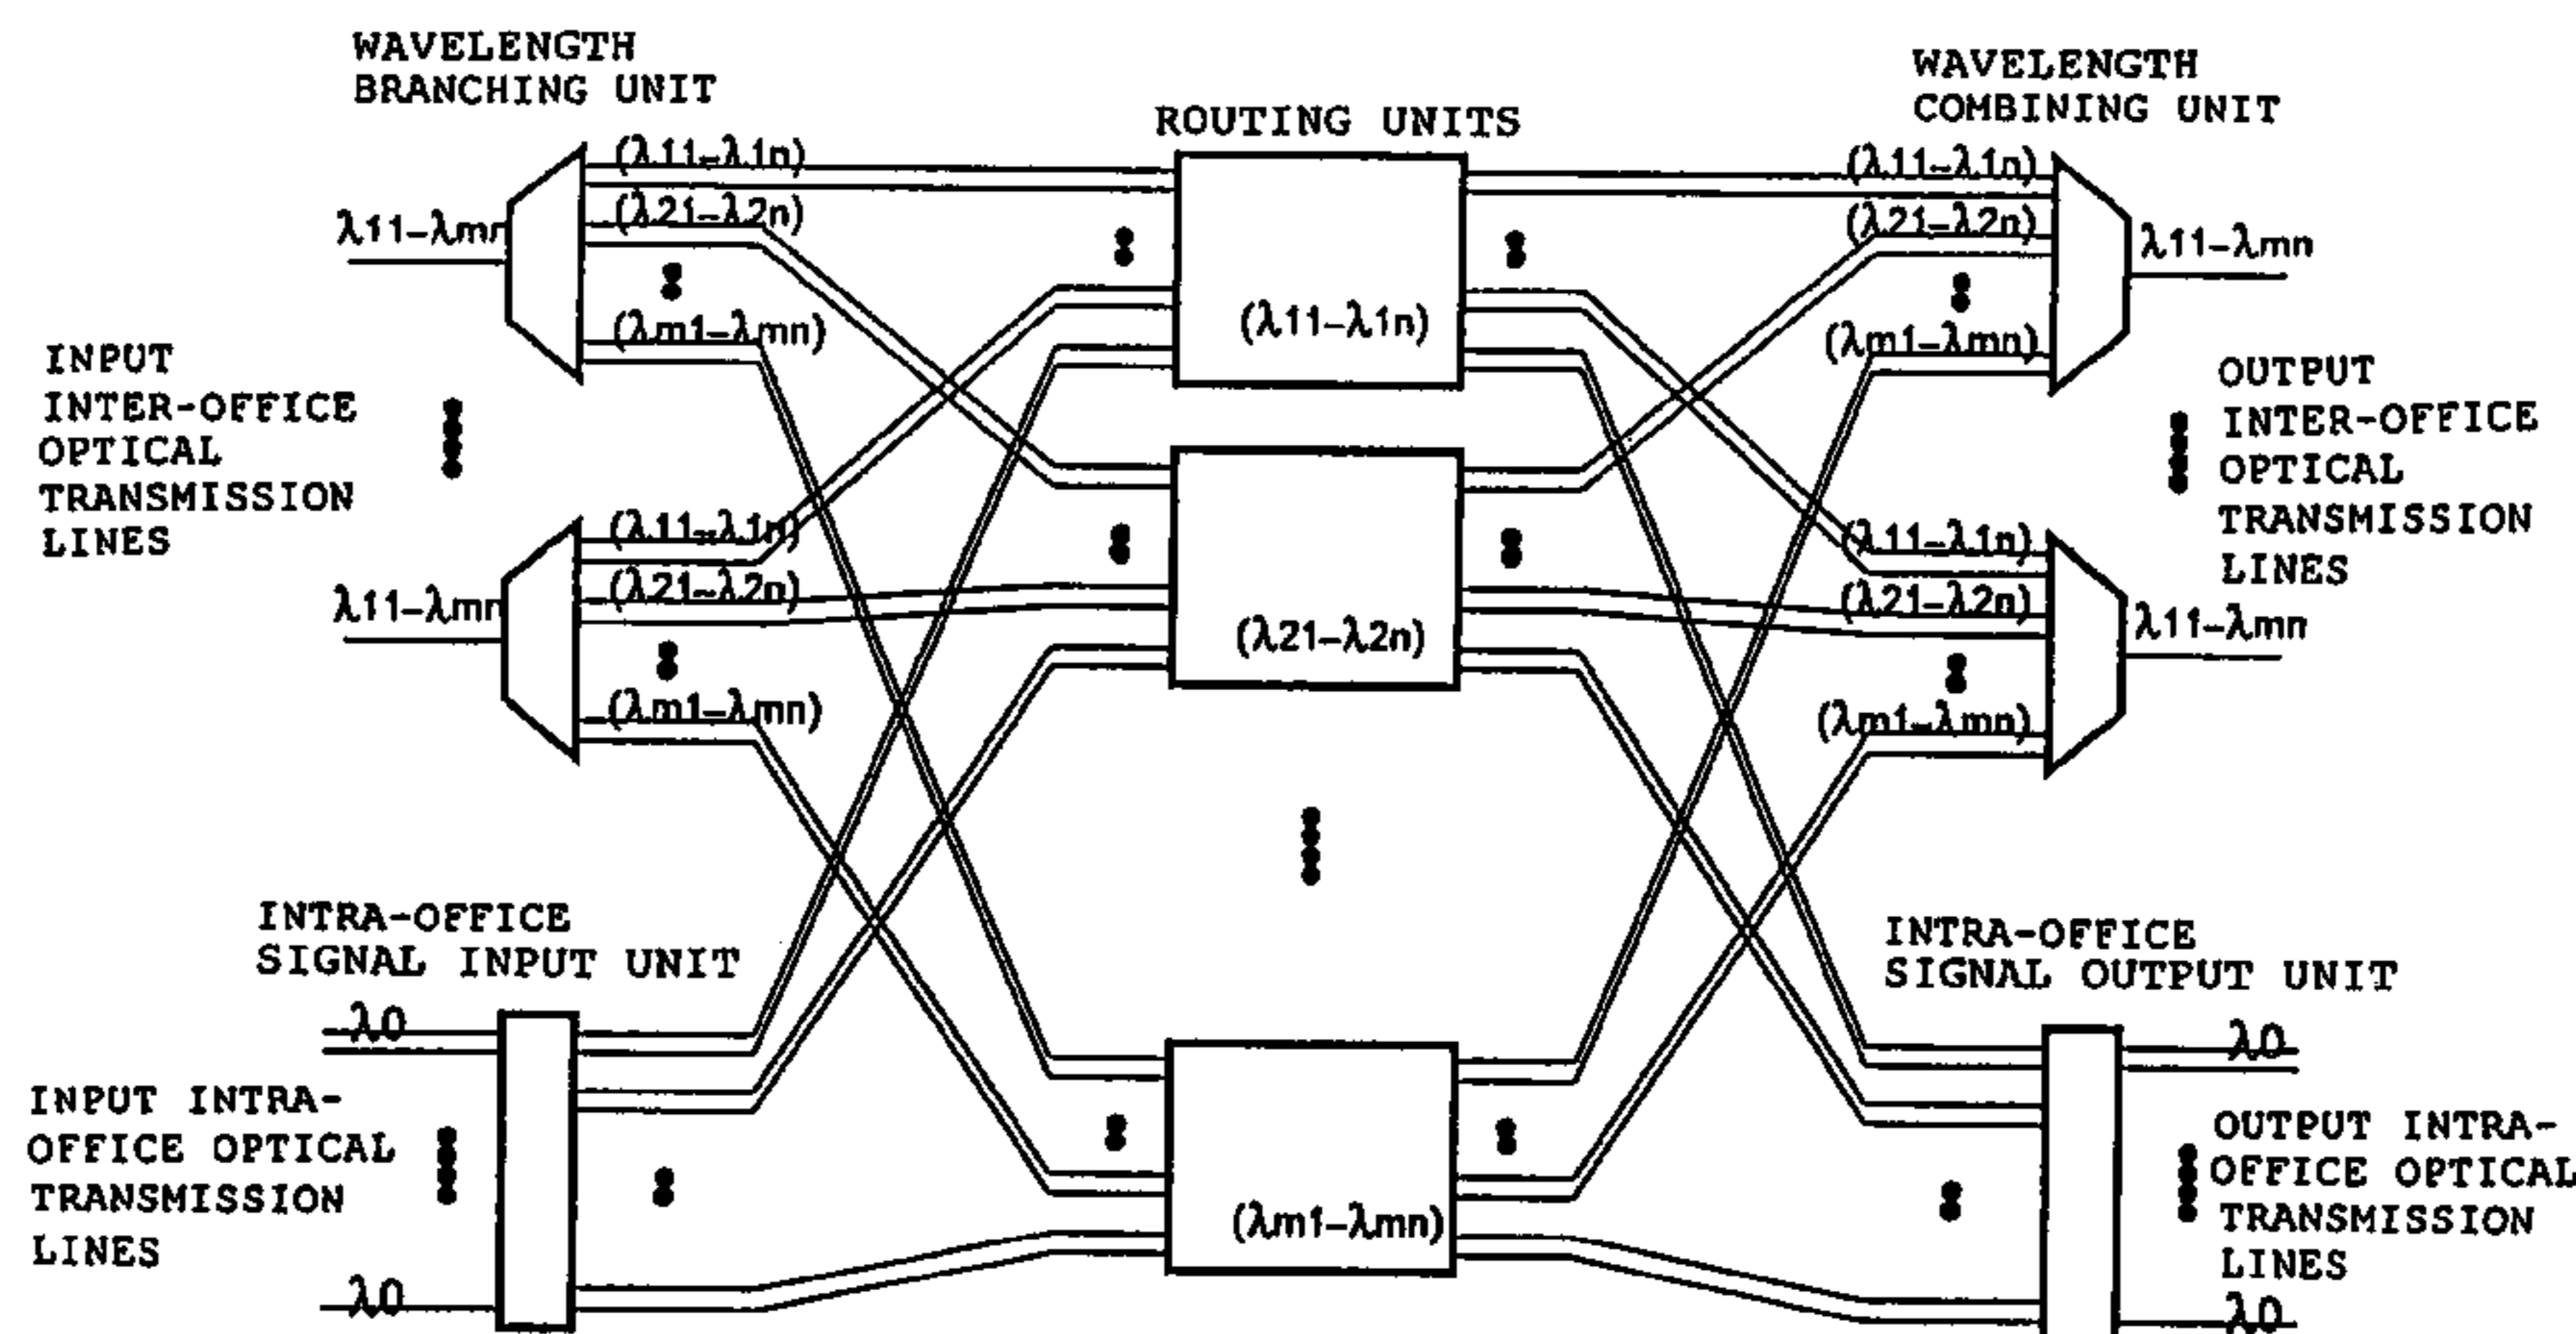 WAVELENGTH
BRANCHING UNIT
ROUTING UNITS
WAVELENGTH
COMBINING UNIT
(λ11-λ1n)
(λ21-λ2n)
(λm1-λmn)
λ11-λmn
(λ11-λ1n)
(λ11-λ1n)
(λ21-λ2n)
(λm1-λmn)
λ11-λmn
INPUT
INTER-OFFICE
OPTICAL
TRANSMISSION
LINES
OUTPUT
INTER-OFFICE
OPTICAL
TRANSMISSION
LINES
(λ11-λ1n)
(λ21-λ2n)
(λm1-λmn)
λ11-λmn
(λ21-λ2n)
(λ11-λ1n)
(λ21-λ2n)
(λm1-λmn)
λ11-λmn
INTRA-OFFICE
SIGNAL INPUT UNIT
INTRA-OFFICE
SIGNAL OUTPUT UNIT
λ0
λ0
INPUT INTRA-
OFFICE OPTICAL
TRANSMISSION
LINES
(λm1-λmn)
OUTPUT INTRA-
OFFICE OPTICAL
TRANSMISSION
LINES
λ0
λ0